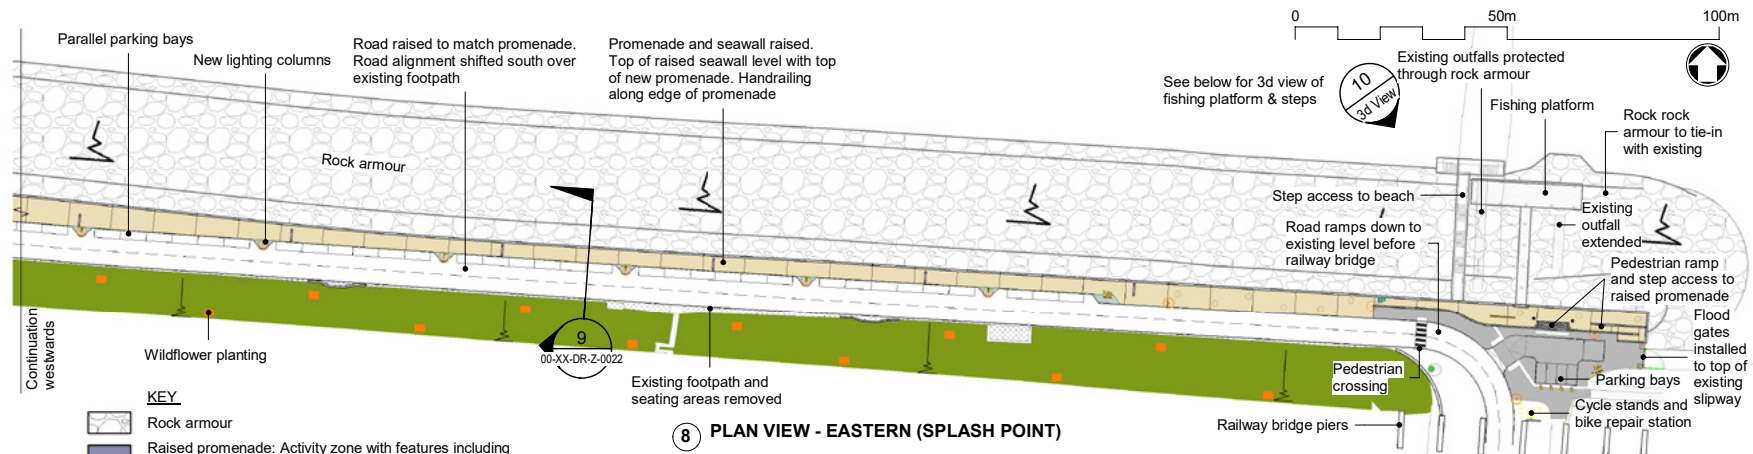 0 50m 100m
Parallel parking bays
New lighting columns
Road raised to match promenade.
Road alignment shifted south over
existing footpath
Promenade and seawall raised.
Top of raised seawall level with top
of new promenade. Handrailing
along edge of promenade
See below for 3d view of
fishing platform & steps
10
3d View
Existing outfalls protected
through rock armour
Fishing platform
Rock rock
armour to tie-in
with existing
Rock armour
Step access to beach
Existing
outfall
extended
Road ramps down to
existing level before
railway bridge
Pedestrian ramp
and step access to
raised promenade
Flood
gates
installed
to top of
existing
slipway
Continuation
westwards
Wildflower planting
9
00-XX-DR-Z-0022
Existing footpath and
seating areas removed
Pedestrian
crossing
Parking bays
Cycle stands and
bike repair station
Railway bridge piers
8 PLAN VIEW - EASTERN (SPLASH POINT)
KEY
Rock armour
Raised promenade: Activity zone with features including